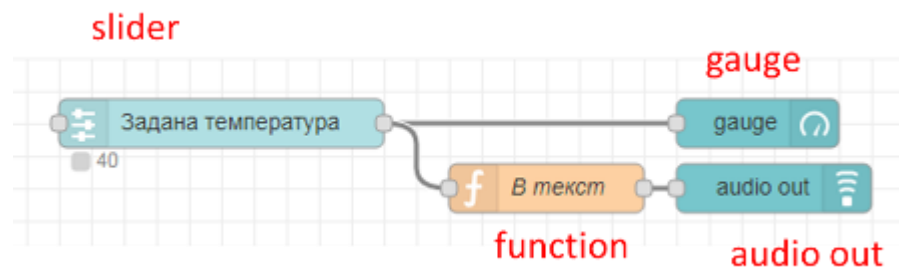 slider
gauge
Задана температура
gauge
40
В текст
audio out
function
audio out